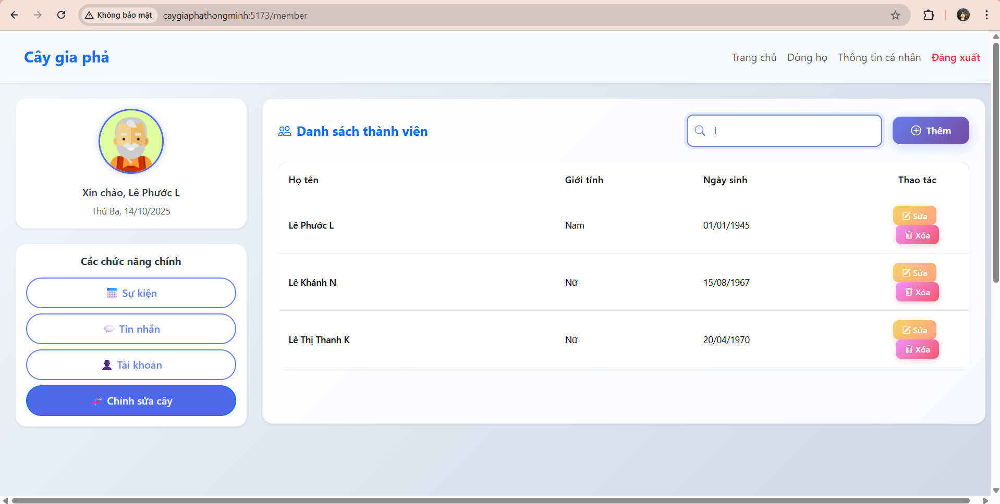 Không bảo mật
caygiaphathongminh:5173/member
Cây gia phả
Trang chủ
Dòng họ
Thông tin cá nhân
Đăng xuất
Xin chào, Lê Phước L
Thứ Ba, 14/10/2025
Các chức năng chính
Sự kiện
Tin nhắn
Tài khoản
Chỉnh sửa cây
Danh sách thành viên
l
Thêm
Họ tên
Giới tính
Ngày sinh
Thao tác
Lê Phước L
Nam
01/01/1945
Sửa
Xóa
Lê Khánh N
Nữ
15/08/1967
Sửa
Xóa
Lê Thị Thanh K
Nữ
20/04/1970
Sửa
Xóa